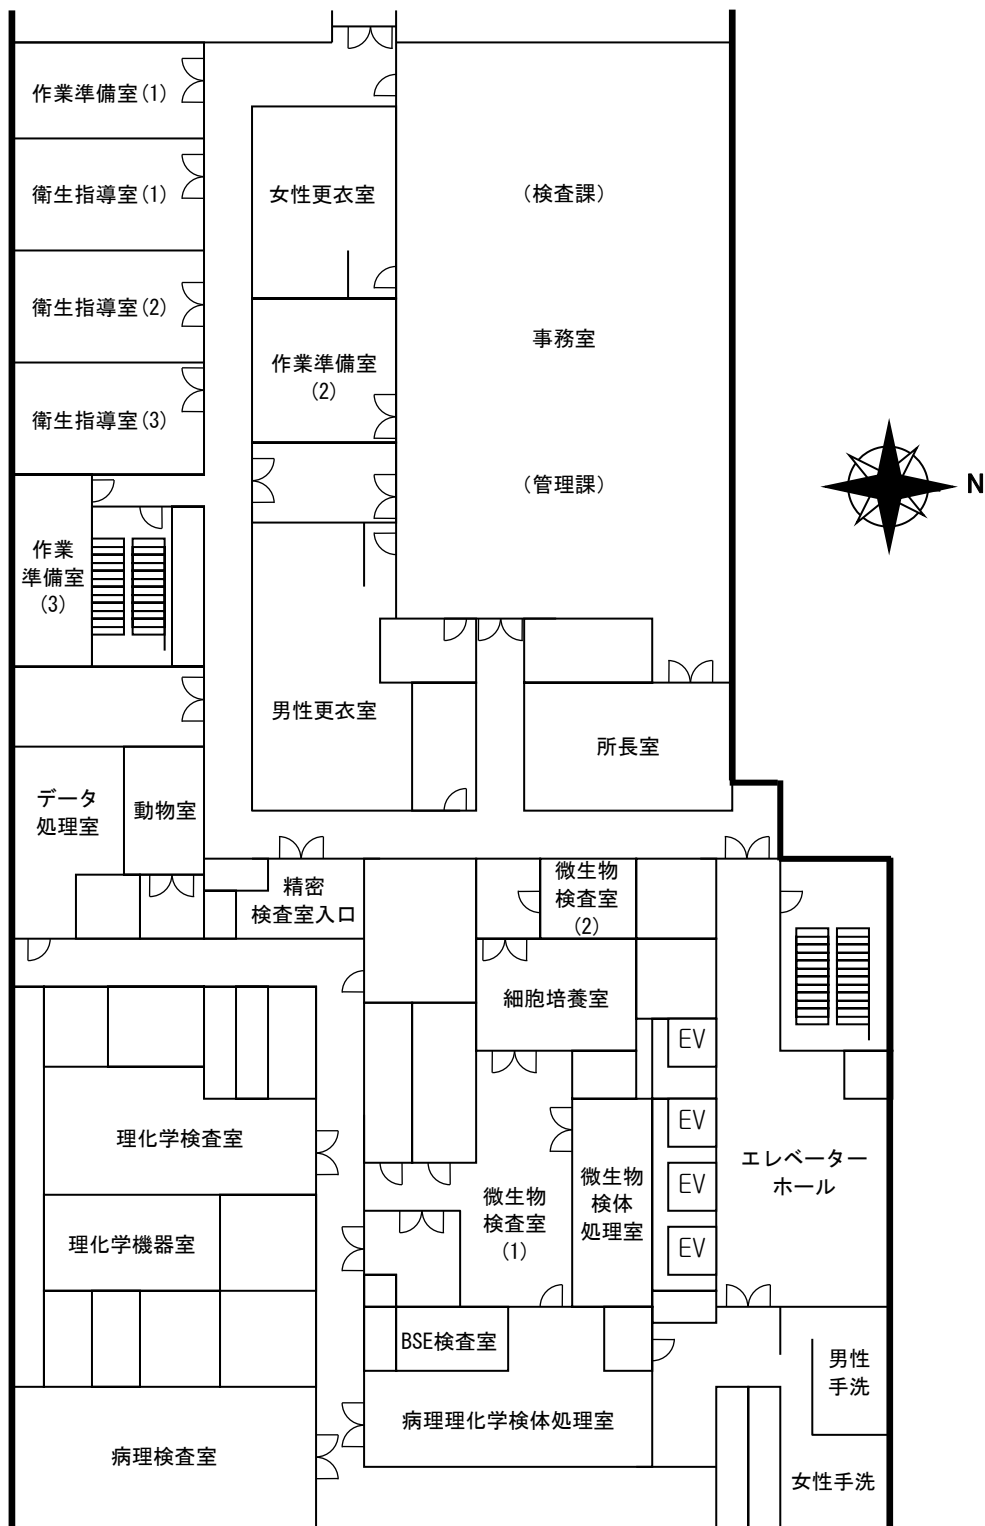 作業準備室(1)
衛生指導室(1)
女性更衣室
(検査課)
衛生指導室(2)
事務室
作業準備室
(2)
衛生指導室(3)
(管理課)
N
作業
準備室
(3)
男性更衣室
所長室
データ
処理室
動物室
精密
検査室入口
微生物
検査室
(2)
細胞培養室
EV
EV
EV
EV
エレベーター
ホール
理化学検査室
微生物
検査室
(1)
微生物
検体
処理室
理化学機器室
BSE検査室
男性
手洗
病理理化学検体処理室
病理検査室
女性手洗